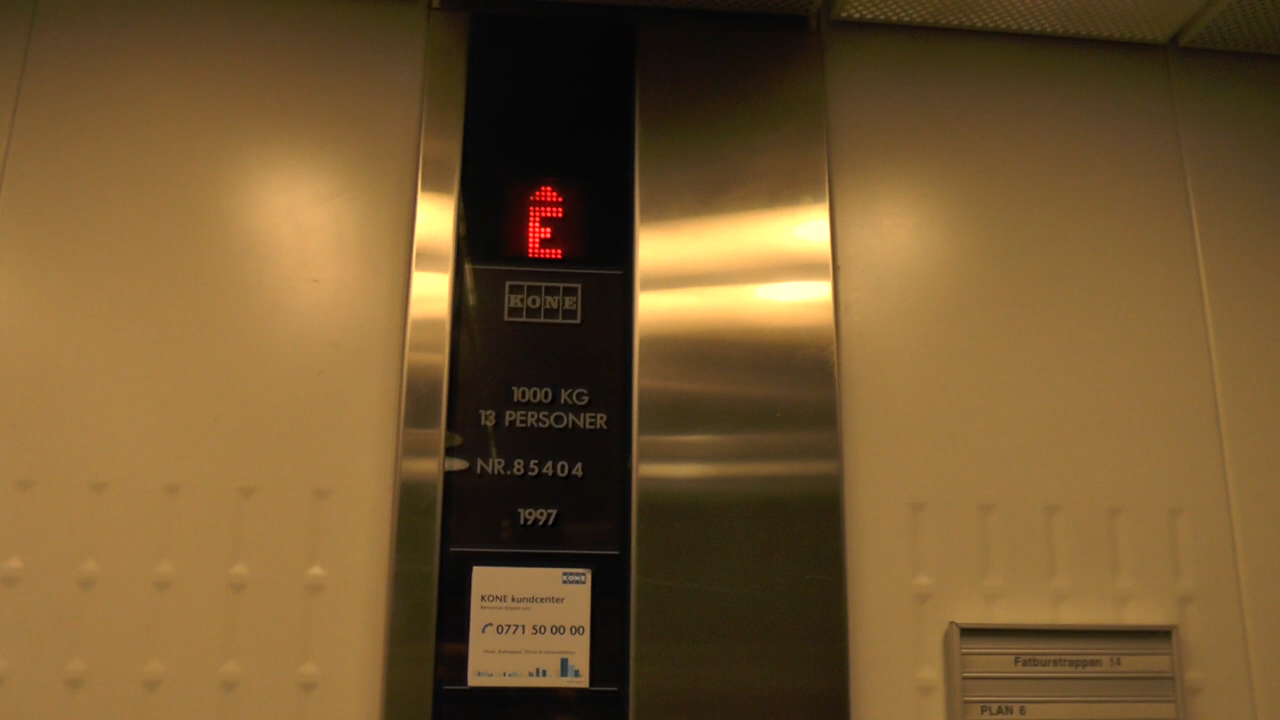 E
KONE
1000 KG
13 PERSONER
NR.85404
1997
KONE
KONE kundcenter
0771 50 00 00
Fatburstrappan 14
PLAN 6